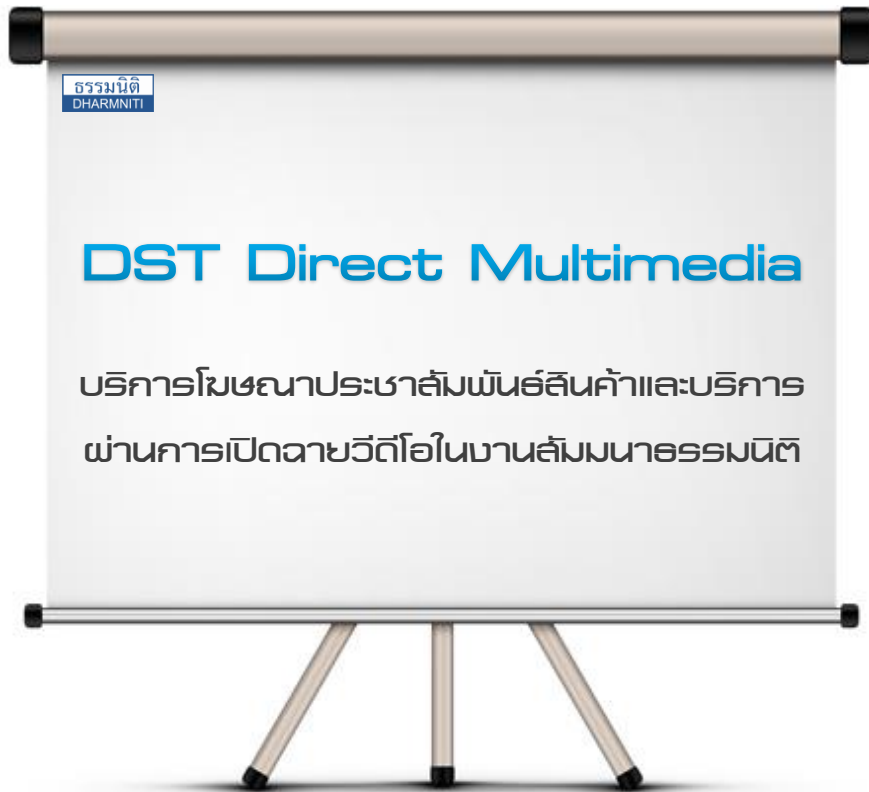 ธรรมนิติ
DHARMNITI
DST Direct Multimedia
บริการโฆษณาประชาสัมพันธ์สินค้าและบริการ
ผ่านการเปิดฉายวีดีโอในงานสัมมนาธรรมนิติ